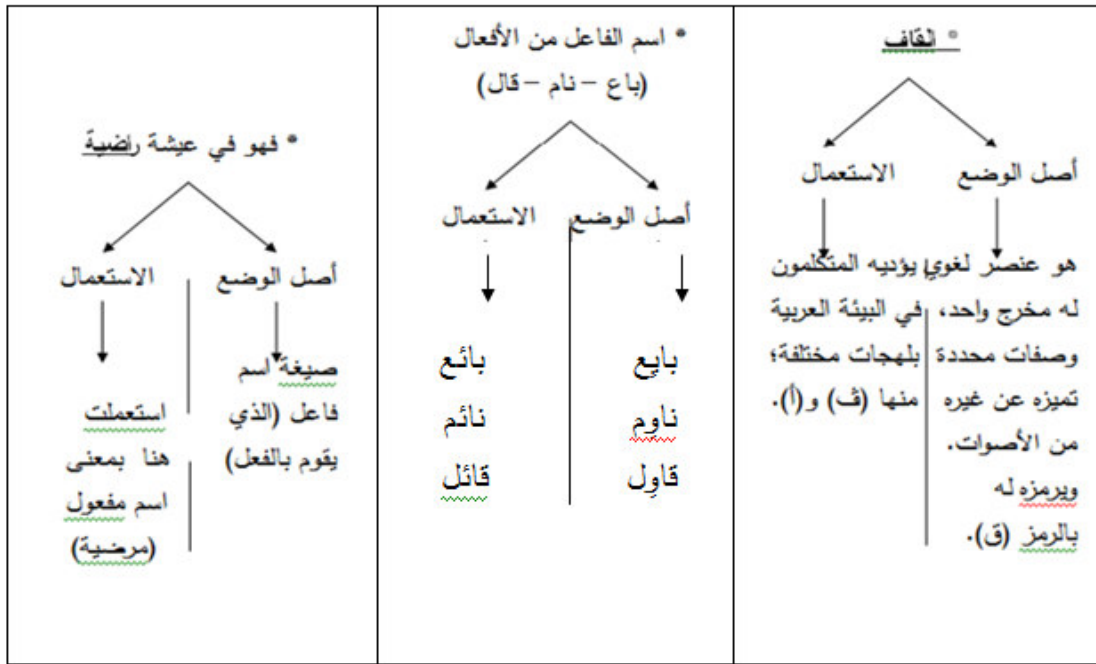 * القاف
أصل الوضع
الاستعمال
هو عنصر لغوي
له مخرج واحد،
وصفات محددة
تميزه عن غيره
من الأصوات.
ويرمزه له
بالرمز (ق).
يؤديه المتكلمون
في البيئة العربية
بلهجات مختلفة؛
منها (ڤ) و(أ).
* اسم الفاعل من الأفعال
(باع – نام – قال)
أصل الوضع
الاستعمال
بايِع
ناوِم
قاوِل
بائع
نائم
قائل
* فهو في عيشة راضية
أصل الوضع
الاستعمال
صيغة اسم
فاعل (الذي
يقوم بالفعل)
استعملت
هنا بمعنى
اسم مفعول
(مرضية)